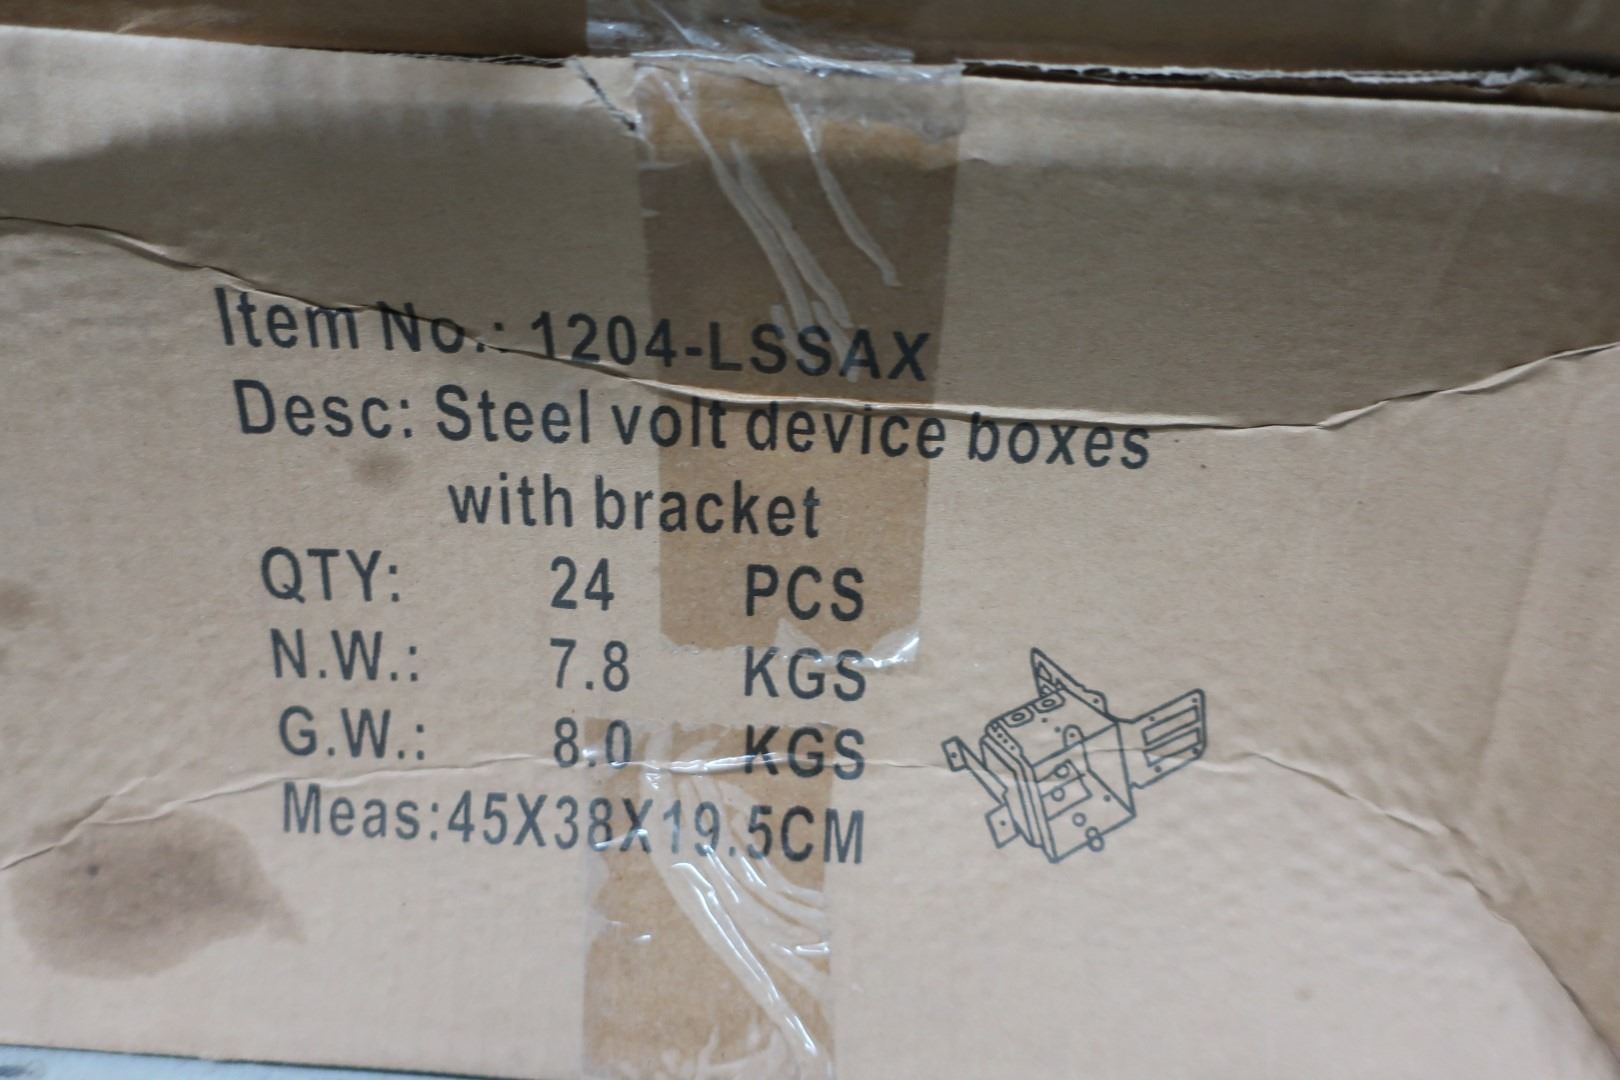 Item No.: 1204-LSSAX
Desc: Steel volt device boxes
with bracket
QTY: 24 PCS
N.W.: 7.8 KGS
G.W.: 8.0 KGS
Meas:45X38X19.5CM